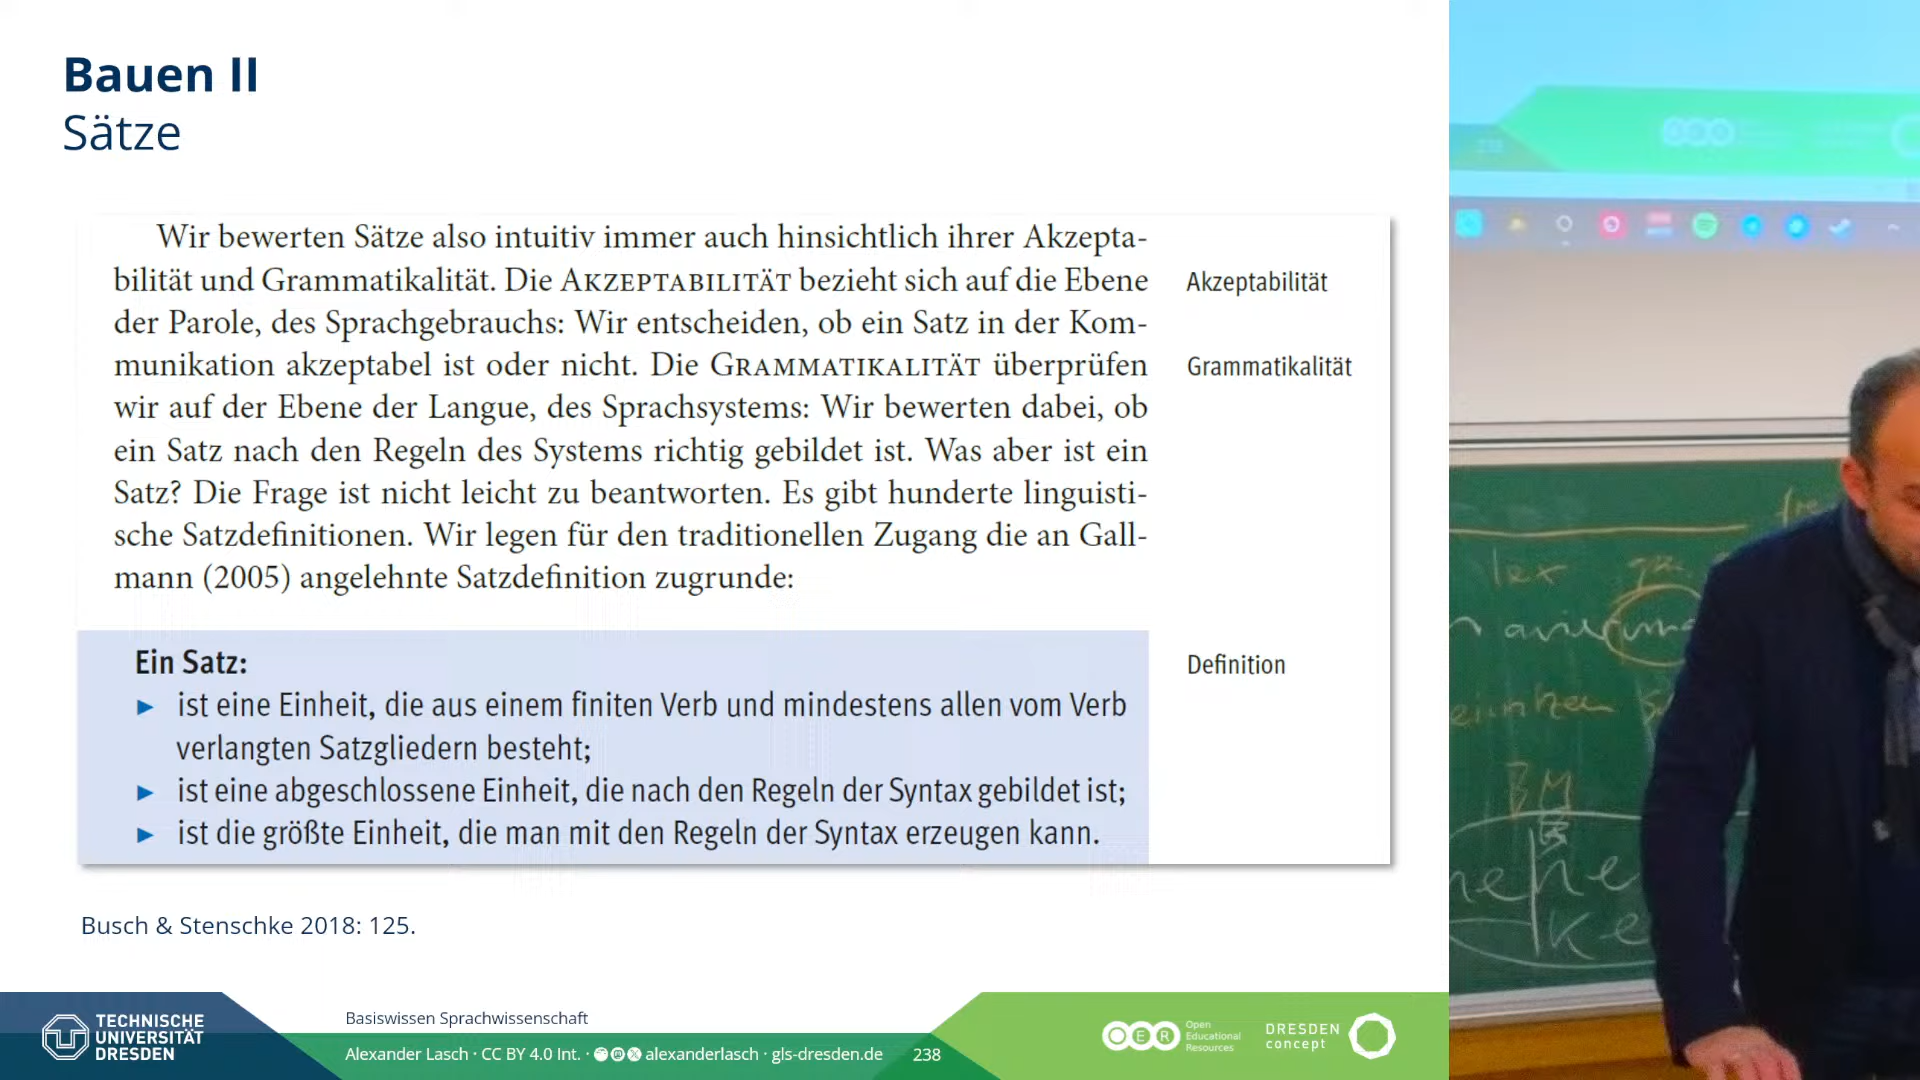 Bauen II
Sätze
Wir bewerten Sätze also intuitiv immer auch hinsichtlich ihrer Akzepta-
bilität und Grammatikalität. Die AKZEPTABILITÄT bezieht sich auf die Ebene
der Parole, des Sprachgebrauchs: Wir entscheiden, ob ein Satz in der Kom-
munikation akzeptabel ist oder nicht. Die GRAMMATIKALITÄT überprüfen
wir auf der Ebene der Langue, des Sprachsystems: Wir bewerten dabei, ob
ein Satz nach den Regeln des Systems richtig gebildet ist. Was aber ist ein
Satz? Die Frage ist nicht leicht zu beantworten. Es gibt hunderte linguisti-
sche Satzdefinitionen. Wir legen für den traditionellen Zugang die an Gall-
mann (2005) angelehnte Satzdefinition zugrunde:
Akzeptabilität
Grammatikalität
Ein Satz:
► ist eine Einheit, die aus einem finiten Verb und mindestens allen vom Verb
verlangten Satzgliedern besteht;
► ist eine abgeschlossene Einheit, die nach den Regeln der Syntax gebildet ist;
► ist die größte Einheit, die man mit den Regeln der Syntax erzeugen kann.
Definition
Busch & Stenschke 2018: 125.
TECHNISCHE
UNIVERSITÄT
DRESDEN
Basiswissen Sprachwissenschaft
Alexander Lasch · CC BY 4.0 Int. · alexanderlasch · gls-dresden.de 238
OER
Open
Educational
Resources
DRESDEN
concept
lex
BM